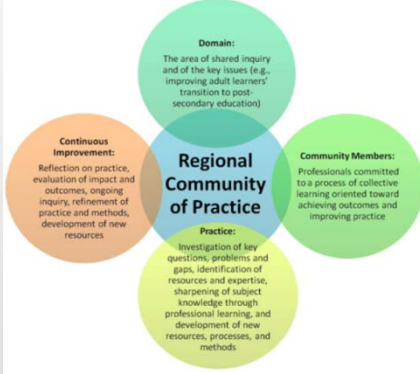 Domain:
The area of shared inquiry
and of the key issues (e.g.,
improving adult learners'
transition to post-
secondary education)
Continuous
Improvement:
Reflection on practice,
evaluation of impact and
outcomes, ongoing
inquiry, refinement of
practice and methods,
development of new
resources
Regional
Community
of Practice
Community Members:
Professionals committed
to a process of collective
learning oriented toward
achieving outcomes and
improving practice
Practice:
Investigation of key
questions, problems and
gaps, identification of
resources and expertise,
sharpening of subject
knowledge through
professional learning, and
development of new
resources, processes, and
methods